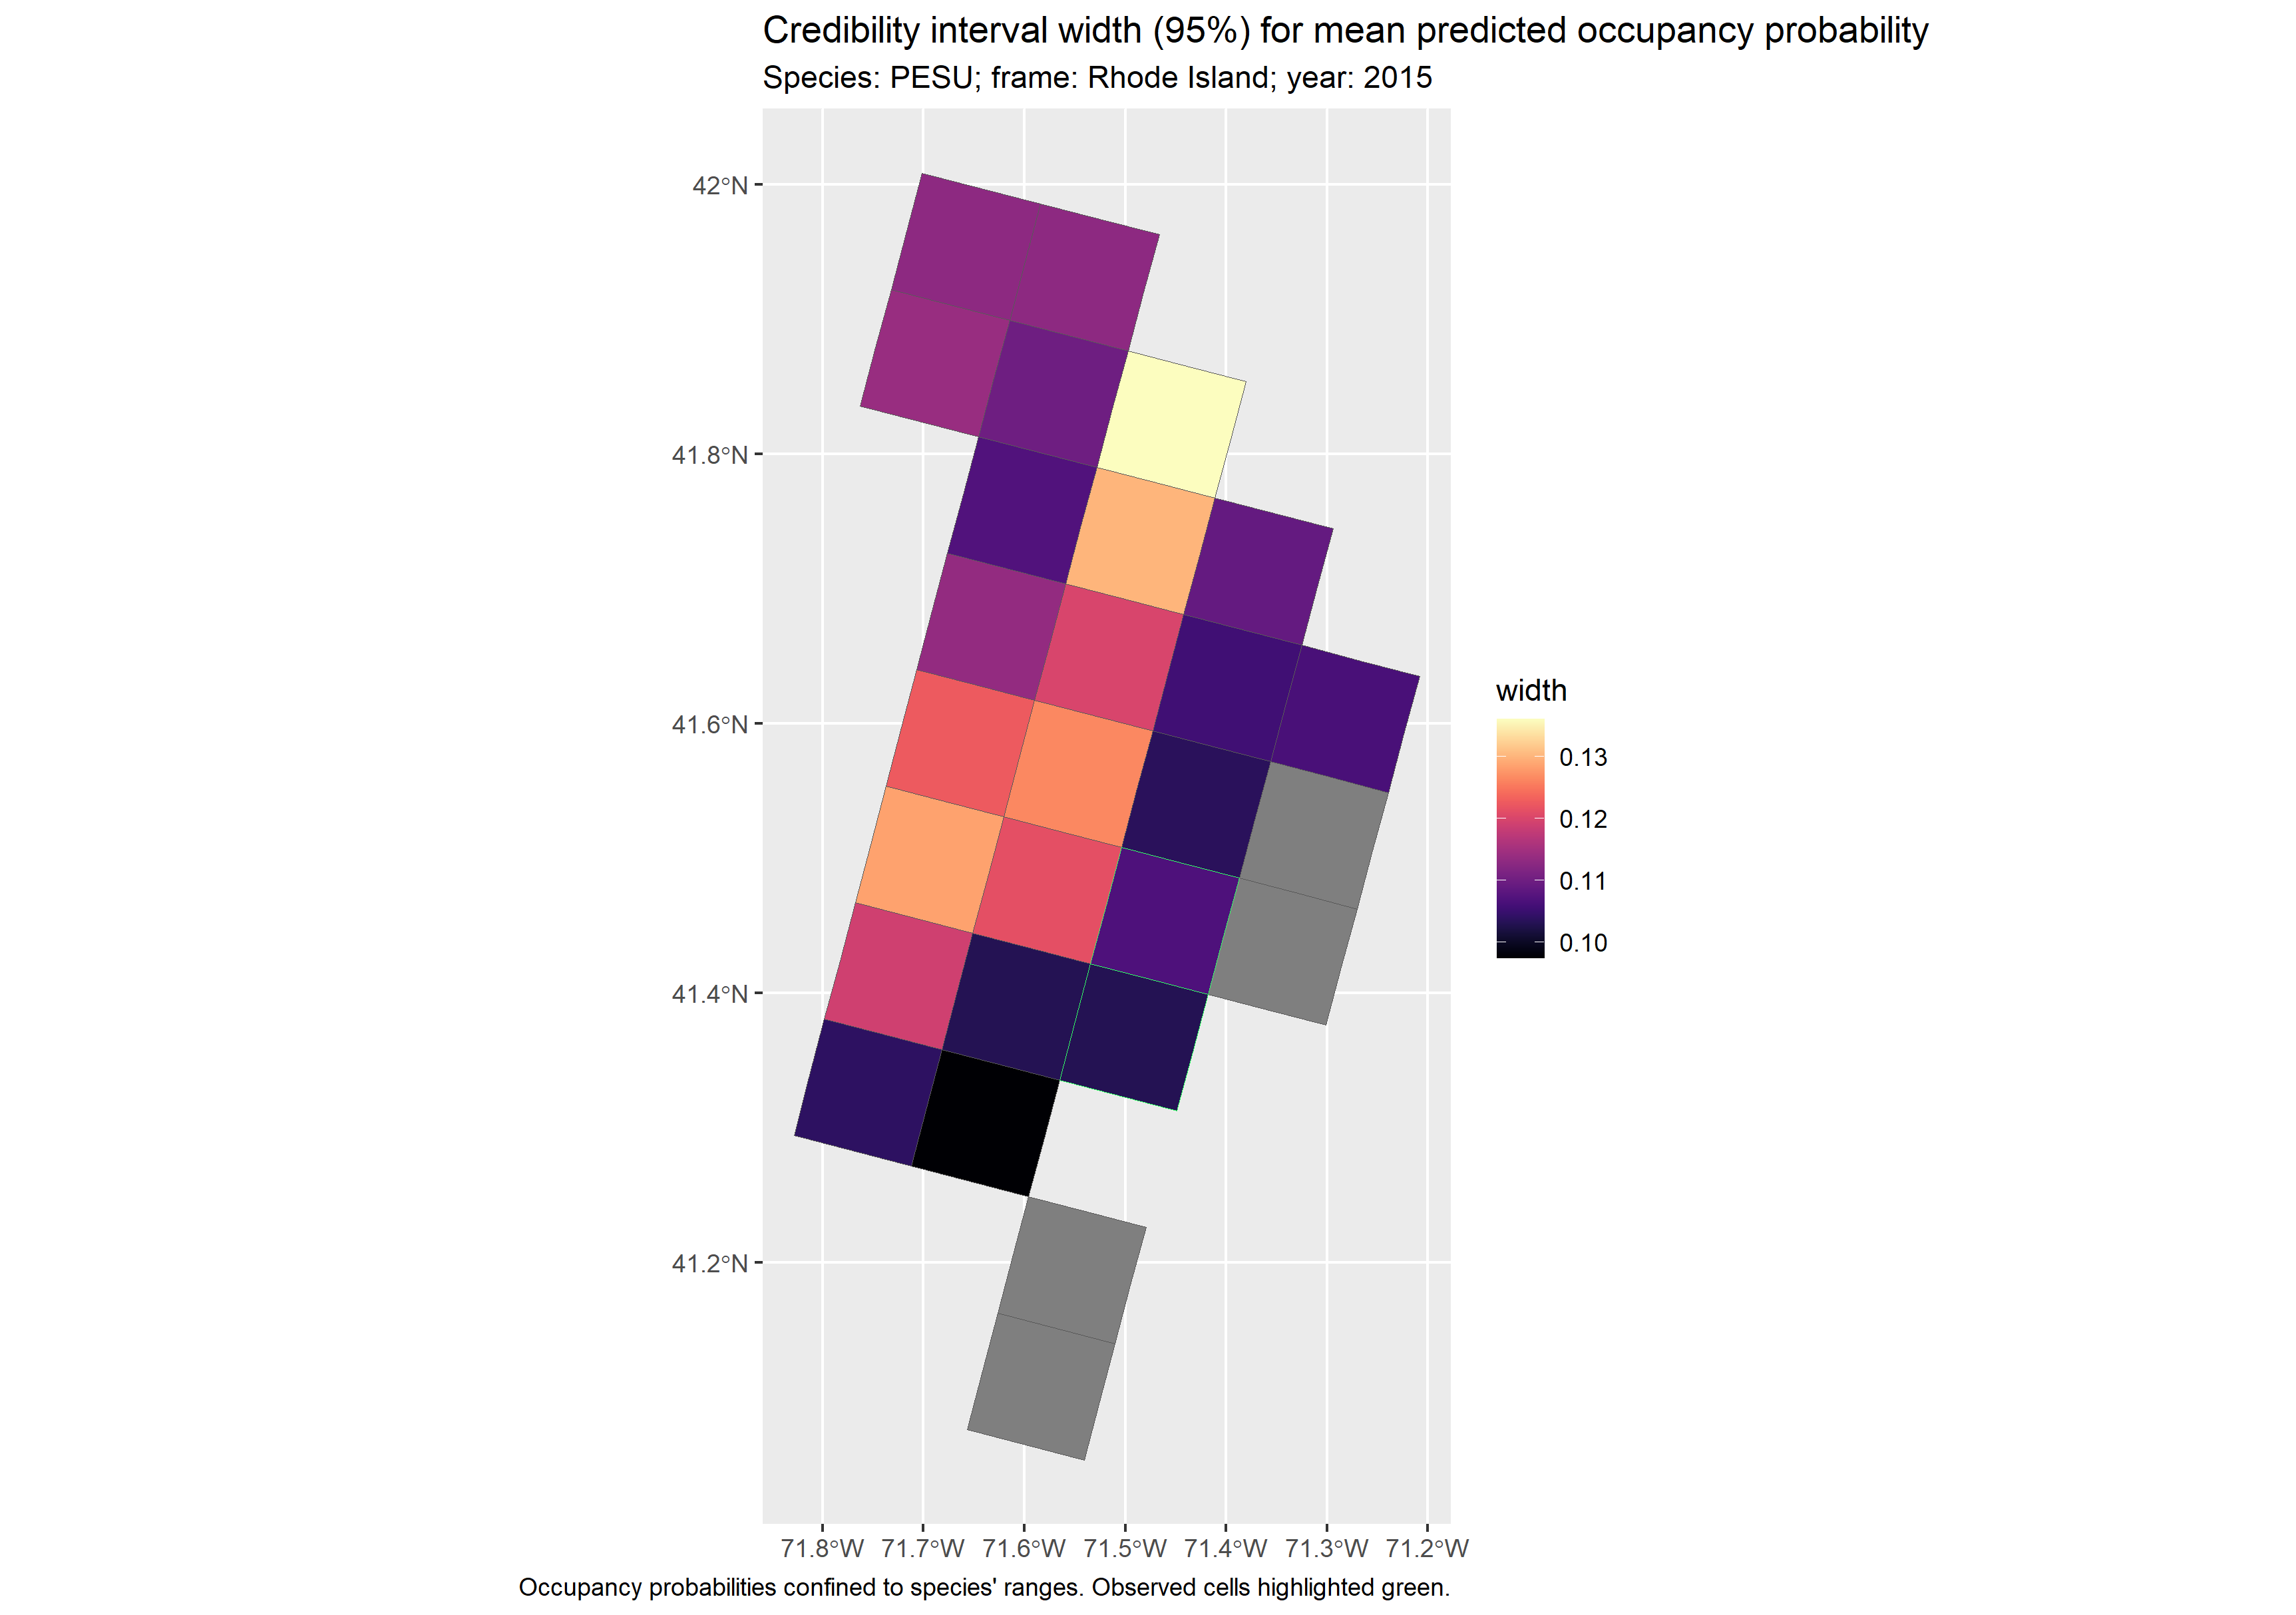 Credibility interval width (95%) for mean predicted occupancy probability
Species: PESU; frame: Rhode Island; year: 2015
42°N
41.8°N
41.6°N
41.4°N
41.2°N
width
0.13
0.12
0.11
0.10
71.8°W 71.7°W 71.6°W 71.5°W 71.4°W 71.3°W 71.2°W
Occupancy probabilities confined to species' ranges. Observed cells highlighted green.